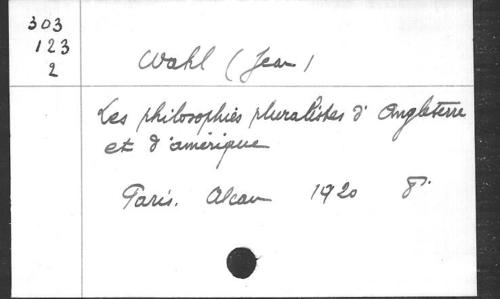 303
123
2
Wahl (Jean)
Les philosophies pluralistes d'Angleterre
et d'amérique
Paris. Alcan 1920 8°.